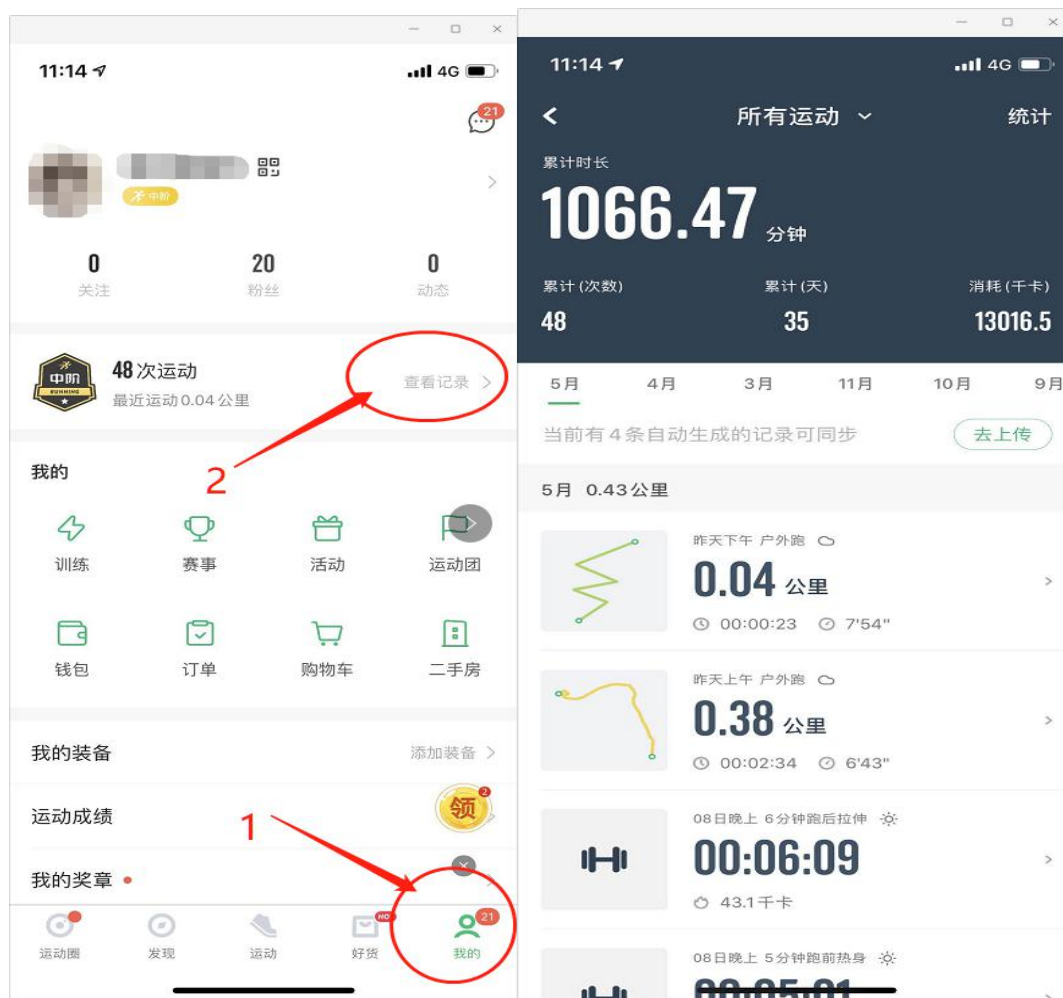 11:14
4G
21
中阶
0
20
0
关注
粉丝
动态
中阶
RUNNING
48次运动
最近运动0.04公里
查看记录
2
我的
训练
赛事
活动
运动团
钱包
订单
购物车
二手房
我的装备
添加装备
运动成绩
领
2
1
我的奖章
运动圈
发现
运动
HOT
好货
21
我的
11:14
4G
所有运动
统计
累计时长
1066.47 分钟
累计(次数)
累计(天)
消耗(千卡)
48
35
13016.5
5月
4月
3月
11月
10月
9月
当前有4条自动生成的记录可同步
去上传
5月 0.43公里
昨天下午 户外跑
0.04 公里
00:00:23
7'54"
昨天上午 户外跑
0.38 公里
00:02:34
6'43"
08日晚上 6分钟跑后拉伸
00:06:09
43.1千卡
08日晚上 5分钟跑前热身
00:05:01